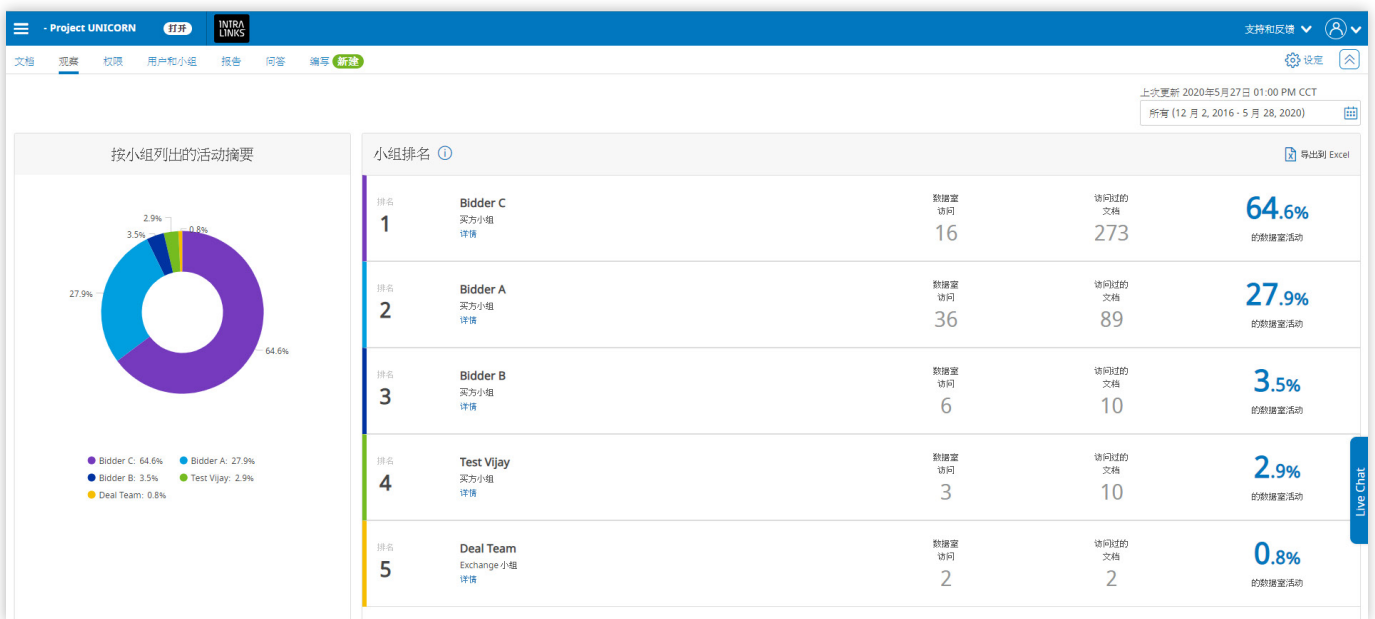 - Project UNICORN 打开 INTRA
LINKS 支持和反馈
文档 观察 权限 用户和小组 报告 问答 编写 新建 设定
上次更新 2020年5月27日 01:00 PM CCT
所有 (12 月 2, 2016 - 5 月 28, 2020)
按小组列出的活动摘要
2.9%
3.5%
0.8%
27.9%
64.6%
Bidder C: 64.6% Bidder A: 27.9%
Bidder B: 3.5% Test Vijay: 2.9%
Deal Team: 0.8%
小组排名 导出到 Excel
排名
1
Bidder C
买方小组
详情
数据室
访问
16
访问过的
文档
273
64.6%
的数据室活动
排名
2
Bidder A
买方小组
详情
数据室
访问
36
访问过的
文档
89
27.9%
的数据室活动
排名
3
Bidder B
买方小组
详情
数据室
访问
6
访问过的
文档
10
3.5%
的数据室活动
排名
4
Test Vijay
买方小组
详情
数据室
访问
3
访问过的
文档
10
2.9%
的数据室活动
排名
5
Deal Team
Exchange 小组
详情
数据室
访问
2
访问过的
文档
2
0.8%
的数据室活动
Live Chat